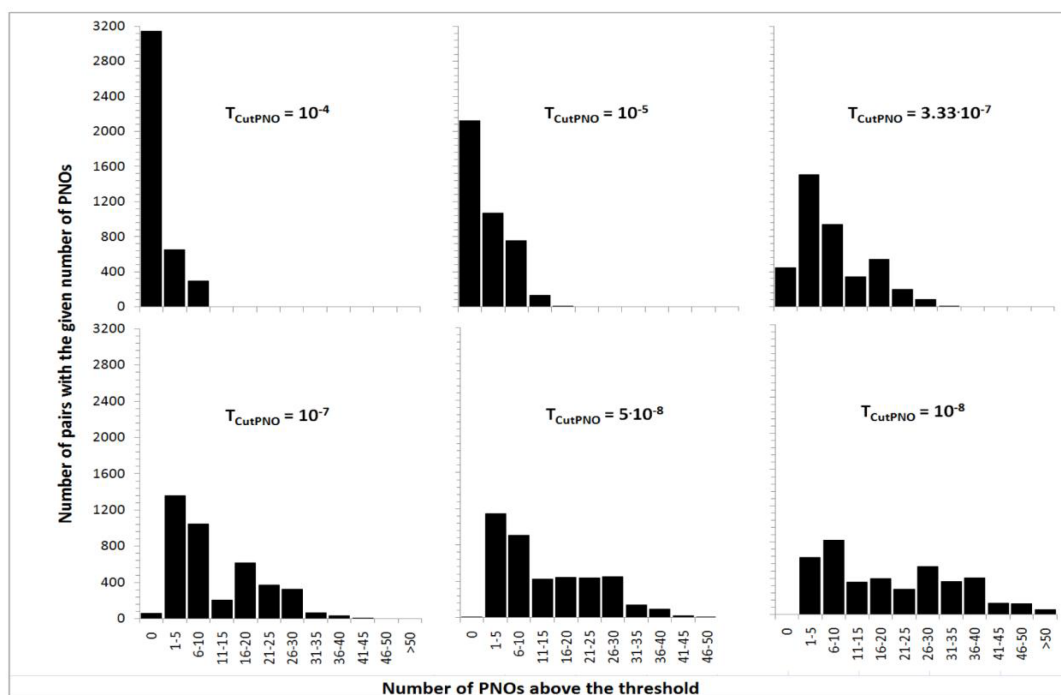 Number of pairs with the given number of PNOs
3200
2800
2400
2000
1600
1200
800
400
0
T_CutPNO = 10⁻⁴
T_CutPNO = 10⁻⁵
T_CutPNO = 3.33·10⁻⁷
3200
2800
2400
2000
1600
1200
800
400
0
T_CutPNO = 10⁻⁷
T_CutPNO = 5·10⁻⁸
T_CutPNO = 10⁻⁸
0 1-5 6-10 11-15 16-20 21-25 26-30 31-35 36-40 41-45 46-50 >50
0 1-5 6-10 11-15 16-20 21-25 26-30 31-35 36-40 41-45 46-50
0 1-5 6-10 11-15 16-20 21-25 26-30 31-35 36-40 41-45 46-50 >50
Number of PNOs above the threshold